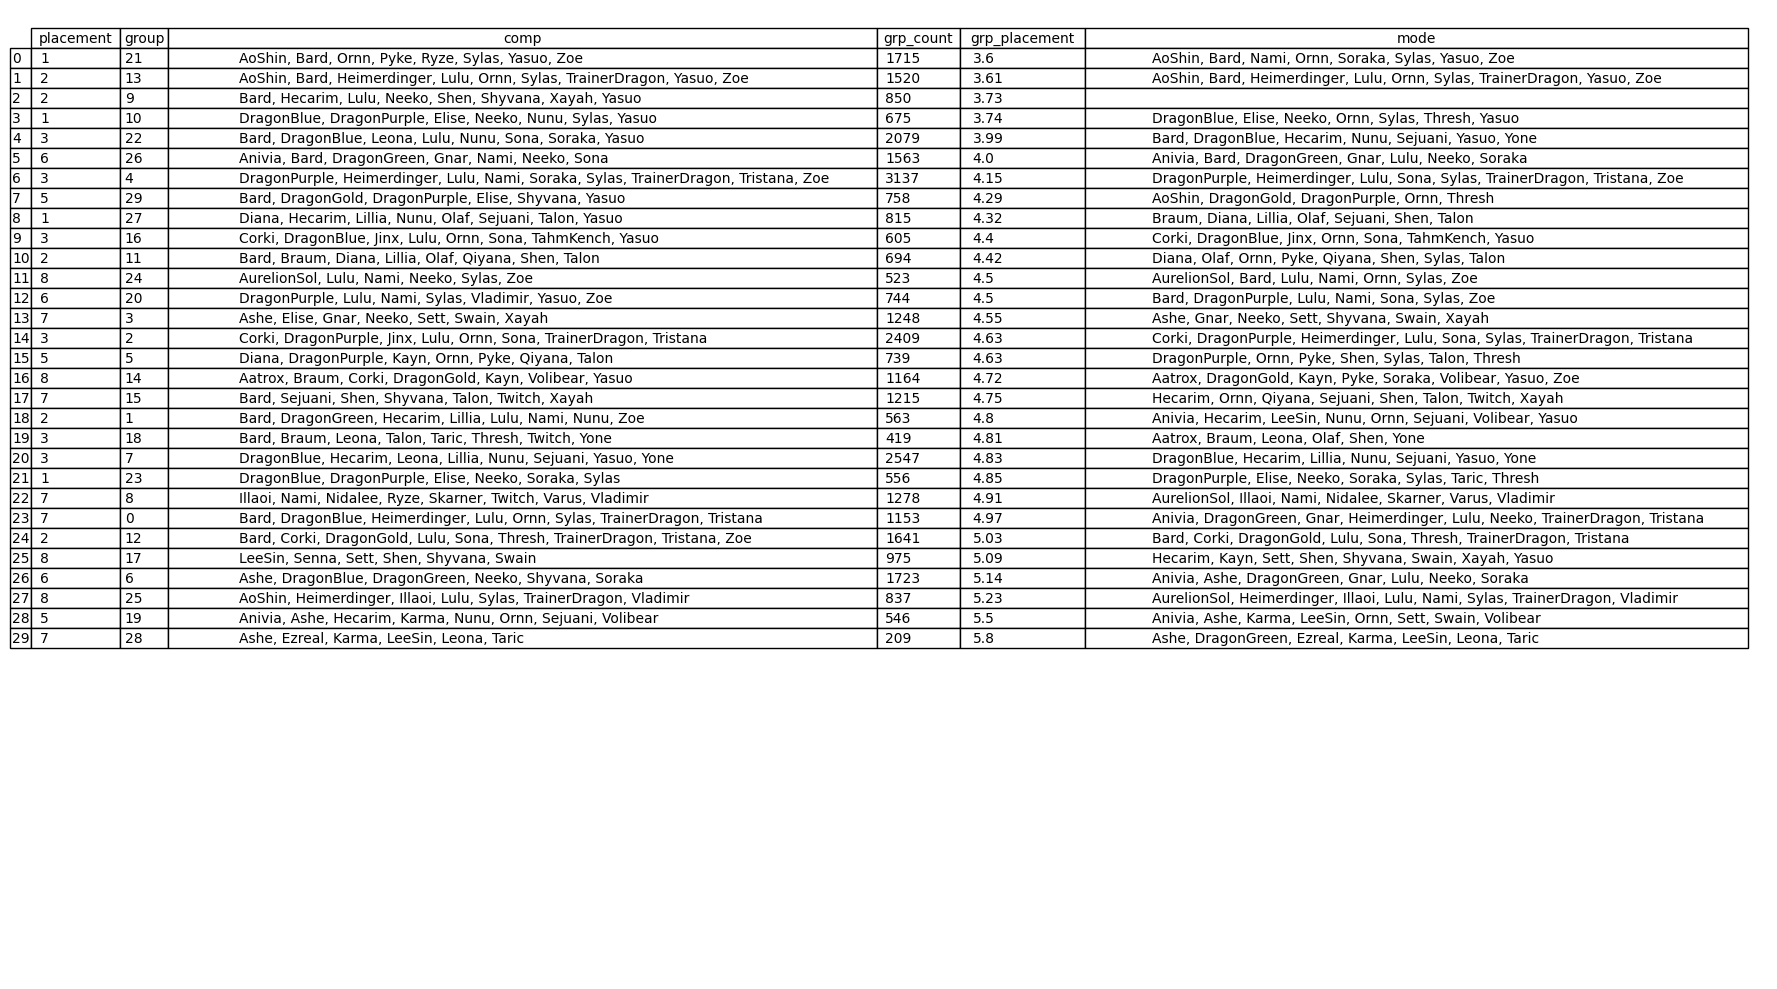 placement group comp grp_count grp_placement mode
0 1 21 AoShin, Bard, Ornn, Pyke, Ryze, Sylas, Yasuo, Zoe 1715 3.6 AoShin, Bard, Nami, Ornn, Soraka, Sylas, Yasuo, Zoe
1 2 13 AoShin, Bard, Heimerdinger, Lulu, Ornn, Sylas, TrainerDragon, Yasuo, Zoe 1520 3.61 AoShin, Bard, Heimerdinger, Lulu, Ornn, Sylas, TrainerDragon, Yasuo, Zoe
2 2 9 Bard, Hecarim, Lulu, Neeko, Shen, Shyvana, Xayah, Yasuo 850 3.73
3 1 10 DragonBlue, DragonPurple, Elise, Neeko, Nunu, Sylas, Yasuo 675 3.74 DragonBlue, Elise, Neeko, Ornn, Sylas, Thresh, Yasuo
4 3 22 Bard, DragonBlue, Leona, Lulu, Nunu, Sona, Soraka, Yasuo 2079 3.99 Bard, DragonBlue, Hecarim, Nunu, Sejuani, Yasuo, Yone
5 6 26 Anivia, Bard, DragonGreen, Gnar, Nami, Neeko, Sona 1563 4.0 Anivia, Bard, DragonGreen, Gnar, Lulu, Neeko, Soraka
6 3 4 DragonPurple, Heimerdinger, Lulu, Nami, Soraka, Sylas, TrainerDragon, Tristana, Zoe 3137 4.15 DragonPurple, Heimerdinger, Lulu, Sona, Sylas, TrainerDragon, Tristana, Zoe
7 5 29 Bard, DragonGold, DragonPurple, Elise, Shyvana, Yasuo 758 4.29 AoShin, DragonGold, DragonPurple, Ornn, Thresh
8 1 27 Diana, Hecarim, Lillia, Nunu, Olaf, Sejuani, Talon, Yasuo 815 4.32 Braum, Diana, Lillia, Olaf, Sejuani, Shen, Talon
9 3 16 Corki, DragonBlue, Jinx, Lulu, Ornn, Sona, TahmKench, Yasuo 605 4.4 Corki, DragonBlue, Jinx, Ornn, Sona, TahmKench, Yasuo
10 2 11 Bard, Braum, Diana, Lillia, Olaf, Qiyana, Shen, Talon 694 4.42 Diana, Olaf, Ornn, Pyke, Qiyana, Shen, Sylas, Talon
11 8 24 AurelionSol, Lulu, Nami, Neeko, Sylas, Zoe 523 4.5 AurelionSol, Bard, Lulu, Nami, Ornn, Sylas, Zoe
12 6 20 DragonPurple, Lulu, Nami, Sylas, Vladimir, Yasuo, Zoe 744 4.5 Bard, DragonPurple, Lulu, Nami, Sona, Sylas, Zoe
13 7 3 Ashe, Elise, Gnar, Neeko, Sett, Swain, Xayah 1248 4.55 Ashe, Gnar, Neeko, Sett, Shyvana, Swain, Xayah
14 3 2 Corki, DragonPurple, Jinx, Lulu, Ornn, Sona, TrainerDragon, Tristana 2409 4.63 Corki, DragonPurple, Heimerdinger, Lulu, Sona, Sylas, TrainerDragon, Tristana
15 5 5 Diana, DragonPurple, Kayn, Ornn, Pyke, Qiyana, Talon 739 4.63 DragonPurple, Ornn, Pyke, Shen, Sylas, Talon, Thresh
16 8 14 Aatrox, Braum, Corki, DragonGold, Kayn, Volibear, Yasuo 1164 4.72 Aatrox, DragonGold, Kayn, Pyke, Soraka, Volibear, Yasuo, Zoe
17 7 15 Bard, Sejuani, Shen, Shyvana, Talon, Twitch, Xayah 1215 4.75 Hecarim, Ornn, Qiyana, Sejuani, Shen, Talon, Twitch, Xayah
18 2 1 Bard, DragonGreen, Hecarim, Lillia, Lulu, Nami, Nunu, Zoe 563 4.8 Anivia, Hecarim, LeeSin, Nunu, Ornn, Sejuani, Volibear, Yasuo
19 3 18 Bard, Braum, Leona, Talon, Taric, Thresh, Twitch, Yone 419 4.81 Aatrox, Braum, Leona, Olaf, Shen, Yone
20 3 7 DragonBlue, Hecarim, Leona, Lillia, Nunu, Sejuani, Yasuo, Yone 2547 4.83 DragonBlue, Hecarim, Lillia, Nunu, Sejuani, Yasuo, Yone
21 1 23 DragonBlue, DragonPurple, Elise, Neeko, Soraka, Sylas 556 4.85 DragonPurple, Elise, Neeko, Soraka, Sylas, Taric, Thresh
22 7 8 Illaoi, Nami, Nidalee, Ryze, Skarner, Twitch, Varus, Vladimir 1278 4.91 AurelionSol, Illaoi, Nami, Nidalee, Skarner, Varus, Vladimir
23 7 0 Bard, DragonBlue, Heimerdinger, Lulu, Ornn, Sylas, TrainerDragon, Tristana 1153 4.97 Anivia, DragonGreen, Gnar, Heimerdinger, Lulu, Neeko, TrainerDragon, Tristana
24 2 12 Bard, Corki, DragonGold, Lulu, Sona, Thresh, TrainerDragon, Tristana, Zoe 1641 5.03 Bard, Corki, DragonGold, Lulu, Sona, Thresh, TrainerDragon, Tristana
25 8 17 LeeSin, Senna, Sett, Shen, Shyvana, Swain 975 5.09 Hecarim, Kayn, Sett, Shen, Shyvana, Swain, Xayah, Yasuo
26 6 6 Ashe, DragonBlue, DragonGreen, Neeko, Shyvana, Soraka 1723 5.14 Anivia, Ashe, DragonGreen, Gnar, Lulu, Neeko, Soraka
27 8 25 AoShin, Heimerdinger, Illaoi, Lulu, Sylas, TrainerDragon, Vladimir 837 5.23 AurelionSol, Heimerdinger, Illaoi, Lulu, Nami, Sylas, TrainerDragon, Vladimir
28 5 19 Anivia, Ashe, Hecarim, Karma, Nunu, Ornn, Sejuani, Volibear 546 5.5 Anivia, Ashe, Karma, LeeSin, Ornn, Sett, Swain, Volibear
29 7 28 Ashe, Ezreal, Karma, LeeSin, Leona, Taric 209 5.8 Ashe, DragonGreen, Ezreal, Karma, LeeSin, Leona, Taric